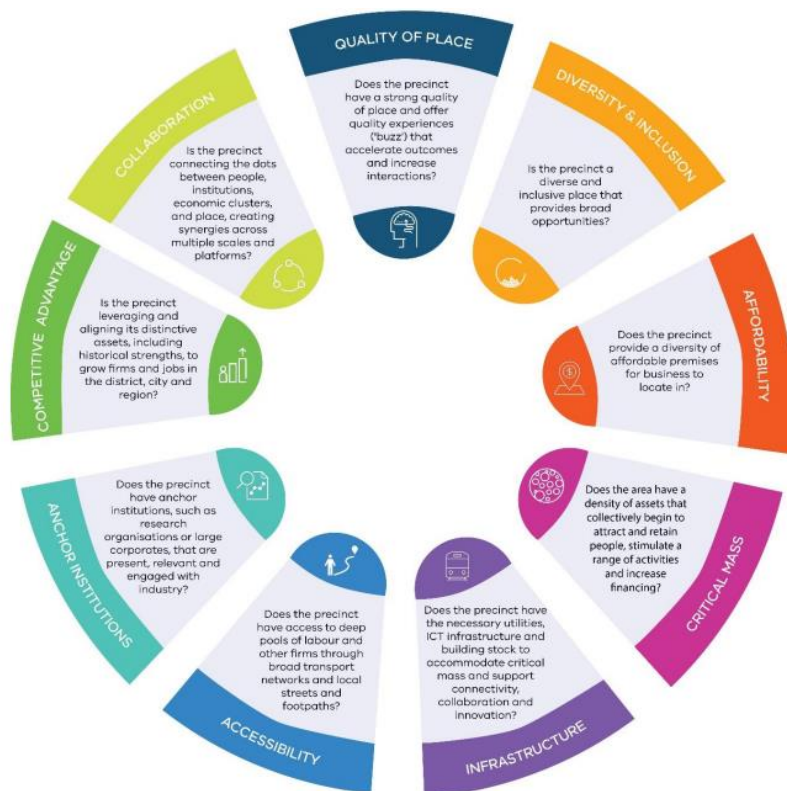 QUALITY OF PLACE
Does the precinct
have a strong quality
of place and offer
quality experiences
('buzz') that
accelerate outcomes
and increase
interactions?
DIVERSITY & INCLUSION
Is the precinct a
diverse and
inclusive place that
provides broad
opportunities?
AFFORDABILITY
Does the precinct
provide a diversity of
affordable premises
for business to
locate in?
CRITICAL MASS
Does the area have a
density of assets that
collectively begin to
attract and retain
people, stimulate a
range of activities
and increase
financing?
INFRASTRUCTURE
Does the precinct have
the necessary utilities,
ICT infrastructure and
building stock to
accommodate critical
mass and support
connectivity,
collaboration and
innovation?
ACCESSIBILITY
Does the precinct
have access to deep
pools of labour and
other firms through
broad transport
networks and local
streets and
footpaths?
ANCHOR INSTITUTIONS
Does the precinct
have anchor
institutions, such as
research
organisations or large
corporates, that are
present, relevant and
engaged with
industry?
COMPETITIVE ADVANTAGE
Is the precinct
leveraging and
aligning its distinctive
assets, including
historical strengths, to
grow firms and jobs in
the district, city and
region?
COLLABORATION
Is the precinct
connecting the dots
between people,
institutions,
economic clusters,
and place, creating
synergies across
multiple scales and
platforms?